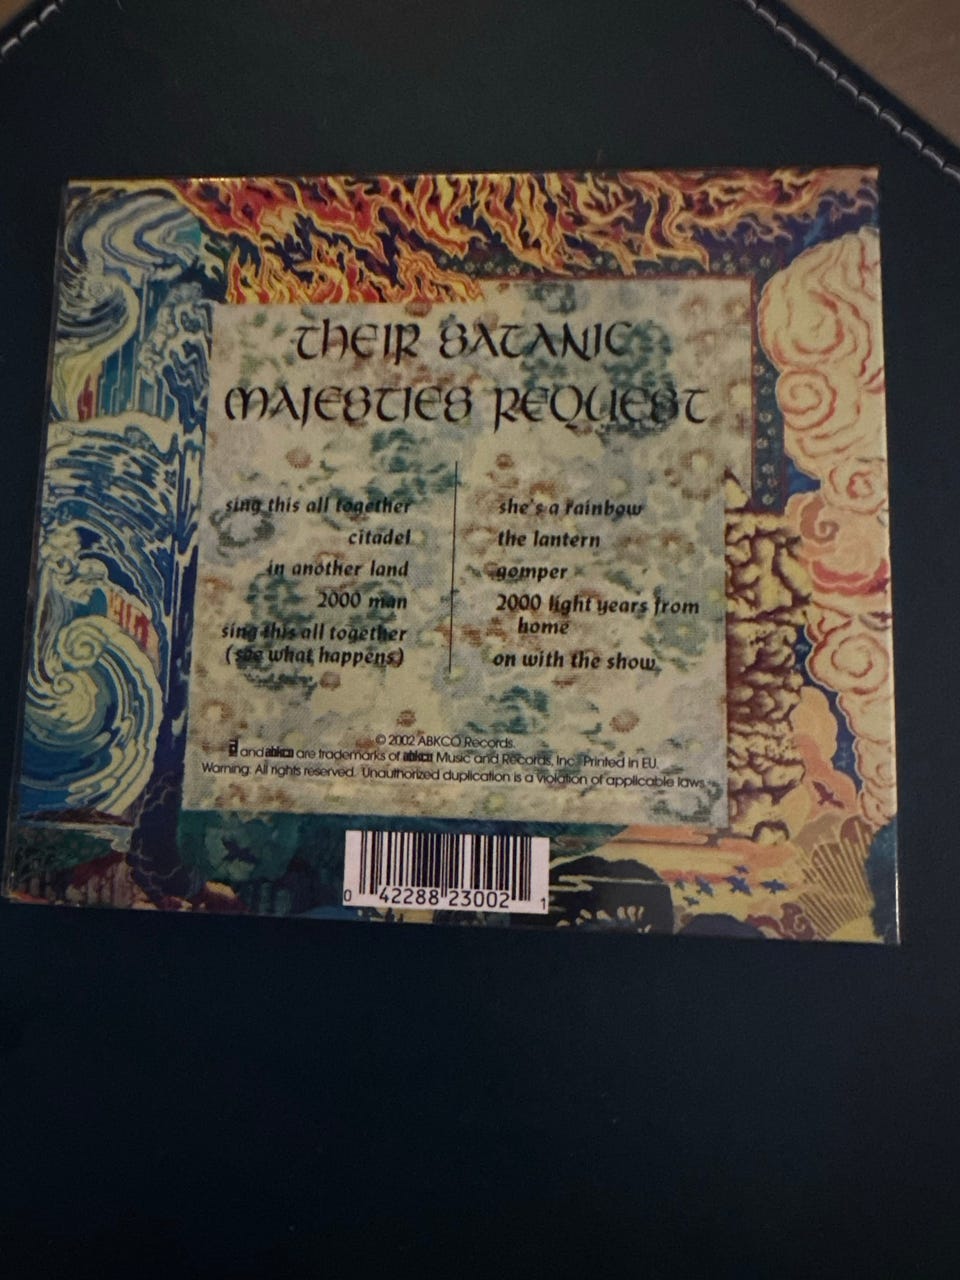 THEIR SATANIC
MAJESTIES REQUEST
sing this all together
citadel
in another land
2000 man
sing this all together
(see what happens)
she's a rainbow
the lantern
gomper
2000 light years from
home
on with the show
© 2002 ABKCO Records.
a and abkco are trademarks of abkco Music and Records, Inc. Printed in EU.
Warning: All rights reserved. Unauthorized duplication is a violation of applicable laws.
0 42288 23002 1